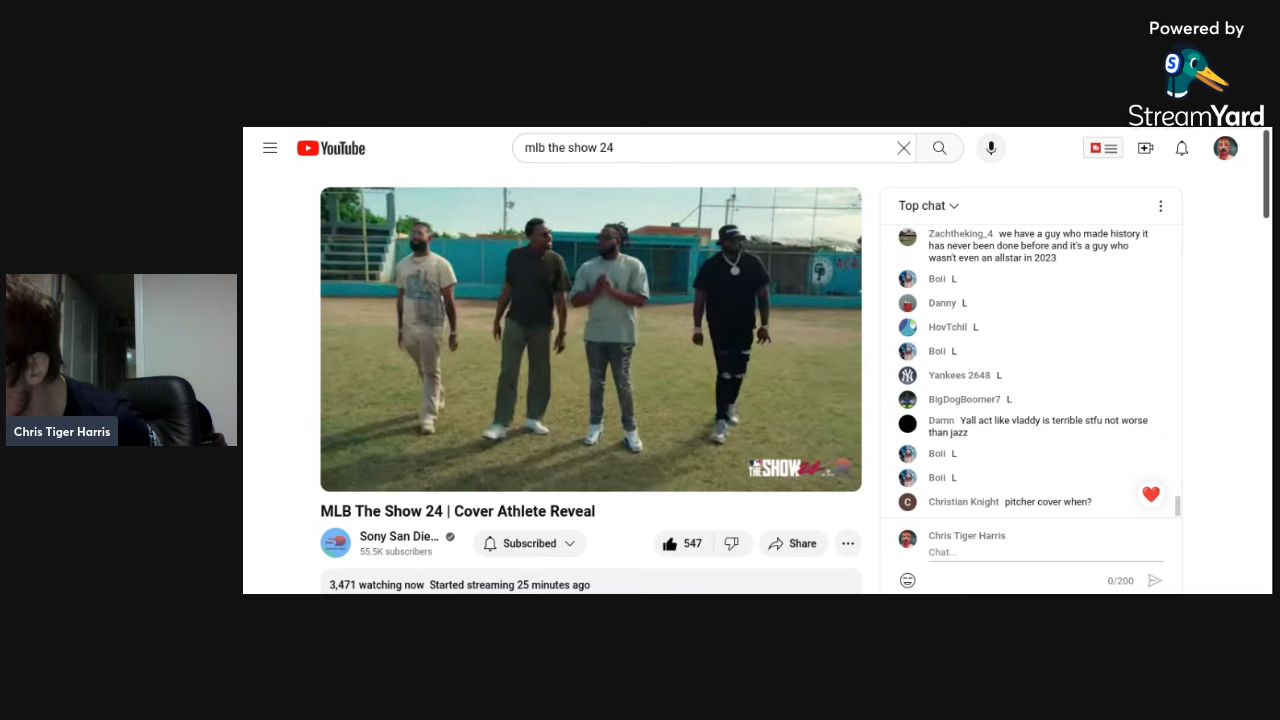 Powered by
StreamYard
YouTube
mlb the show 24
Top chat
Zachtheking_4 we have a guy who made history it
has never been done before and it's a guy who
wasn't even an allstar in 2023
Boii L
Danny L
HovTchil L
Boii L
Yankees 2648 L
BigDogBoomer7 L
Damn Yall act like vladdy is terrible stfu not worse
than jazz
Boii L
Boii L
C Christian Knight pitcher cover when?
Chris Tiger Harris
Chat...
0/200
Chris Tiger Harris
THE SHOW 24
MLB The Show 24 | Cover Athlete Reveal
Sony San Die...
55.5K subscribers
Subscribed
547
Share
3,471 watching now Started streaming 25 minutes ago